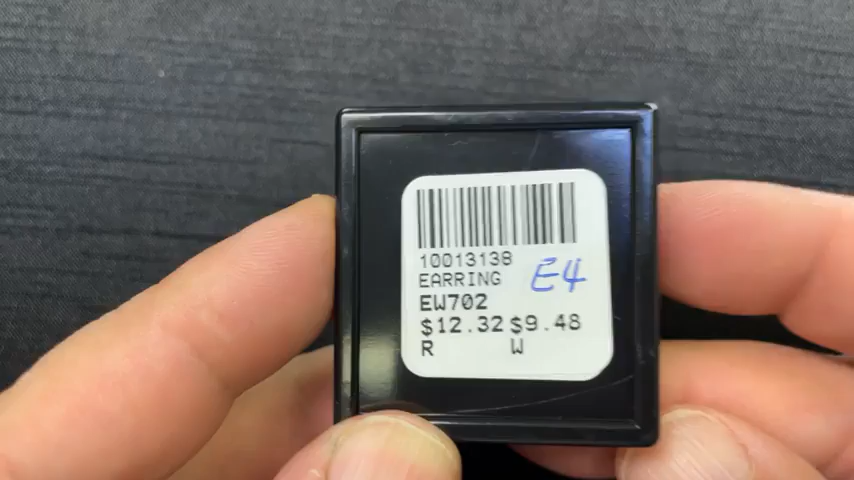 10013138
EARRING
E4
EW702
$12.32 $9.48
R W